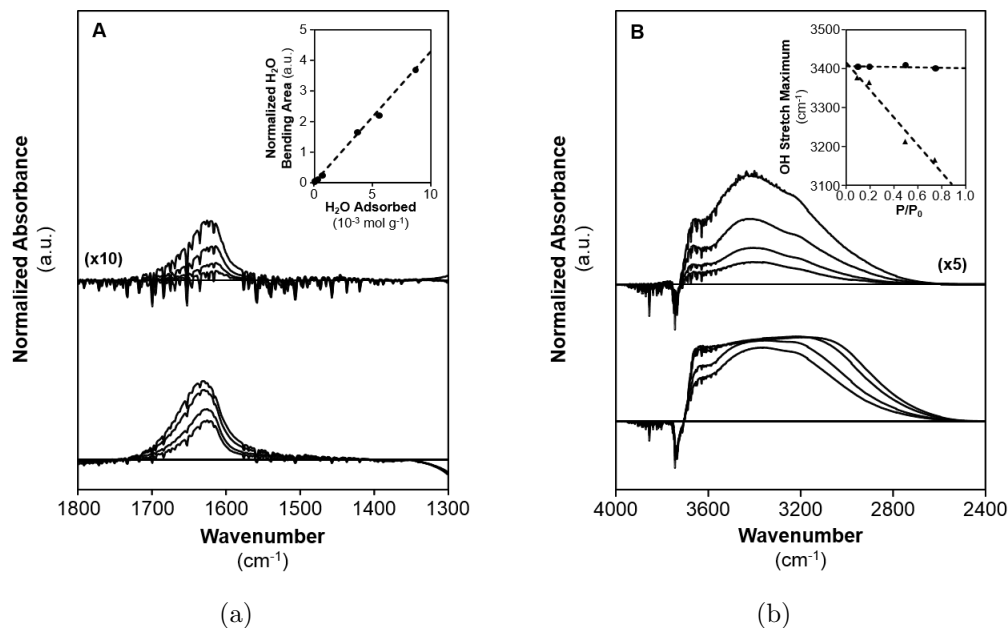 A
Normalized Absorbance
(a.u.)
(x10)
Normalized H₂O
Bending Area (a.u.)
5
4
3
2
1
0
0 5 10
H₂O Adsorbed
(10⁻³ mol g⁻¹)
1800 1700 1600 1500 1400 1300
Wavenumber
(cm⁻¹)
(a)
B
Normalized Absorbance
(a.u.)
(x5)
OH Stretch Maximum
(cm⁻¹)
3500
3400
3300
3200
3100
0.0 0.2 0.4 0.6 0.8 1.0
P/P₀
4000 3600 3200 2800 2400
Wavenumber
(cm⁻¹)
(b)